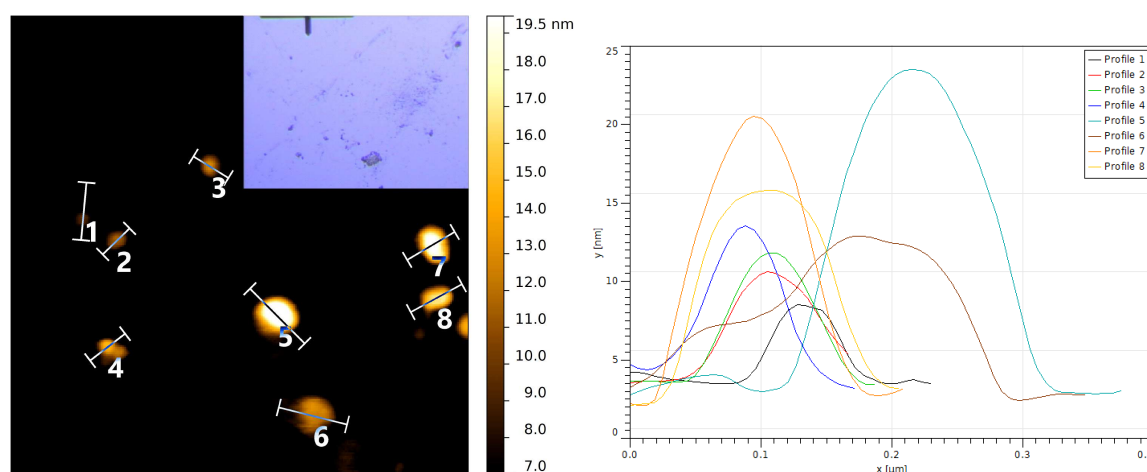 1
2
3
4
5
6
7
8
19.5 nm
18.0
17.0
16.0
15.0
14.0
13.0
12.0
11.0
10.0
9.0
8.0
7.0
25
20
15
10
5
0
y [nm]
0.0
0.1
0.2
0.3
x [µm]
Profile 1
Profile 2
Profile 3
Profile 4
Profile 5
Profile 6
Profile 7
Profile 8